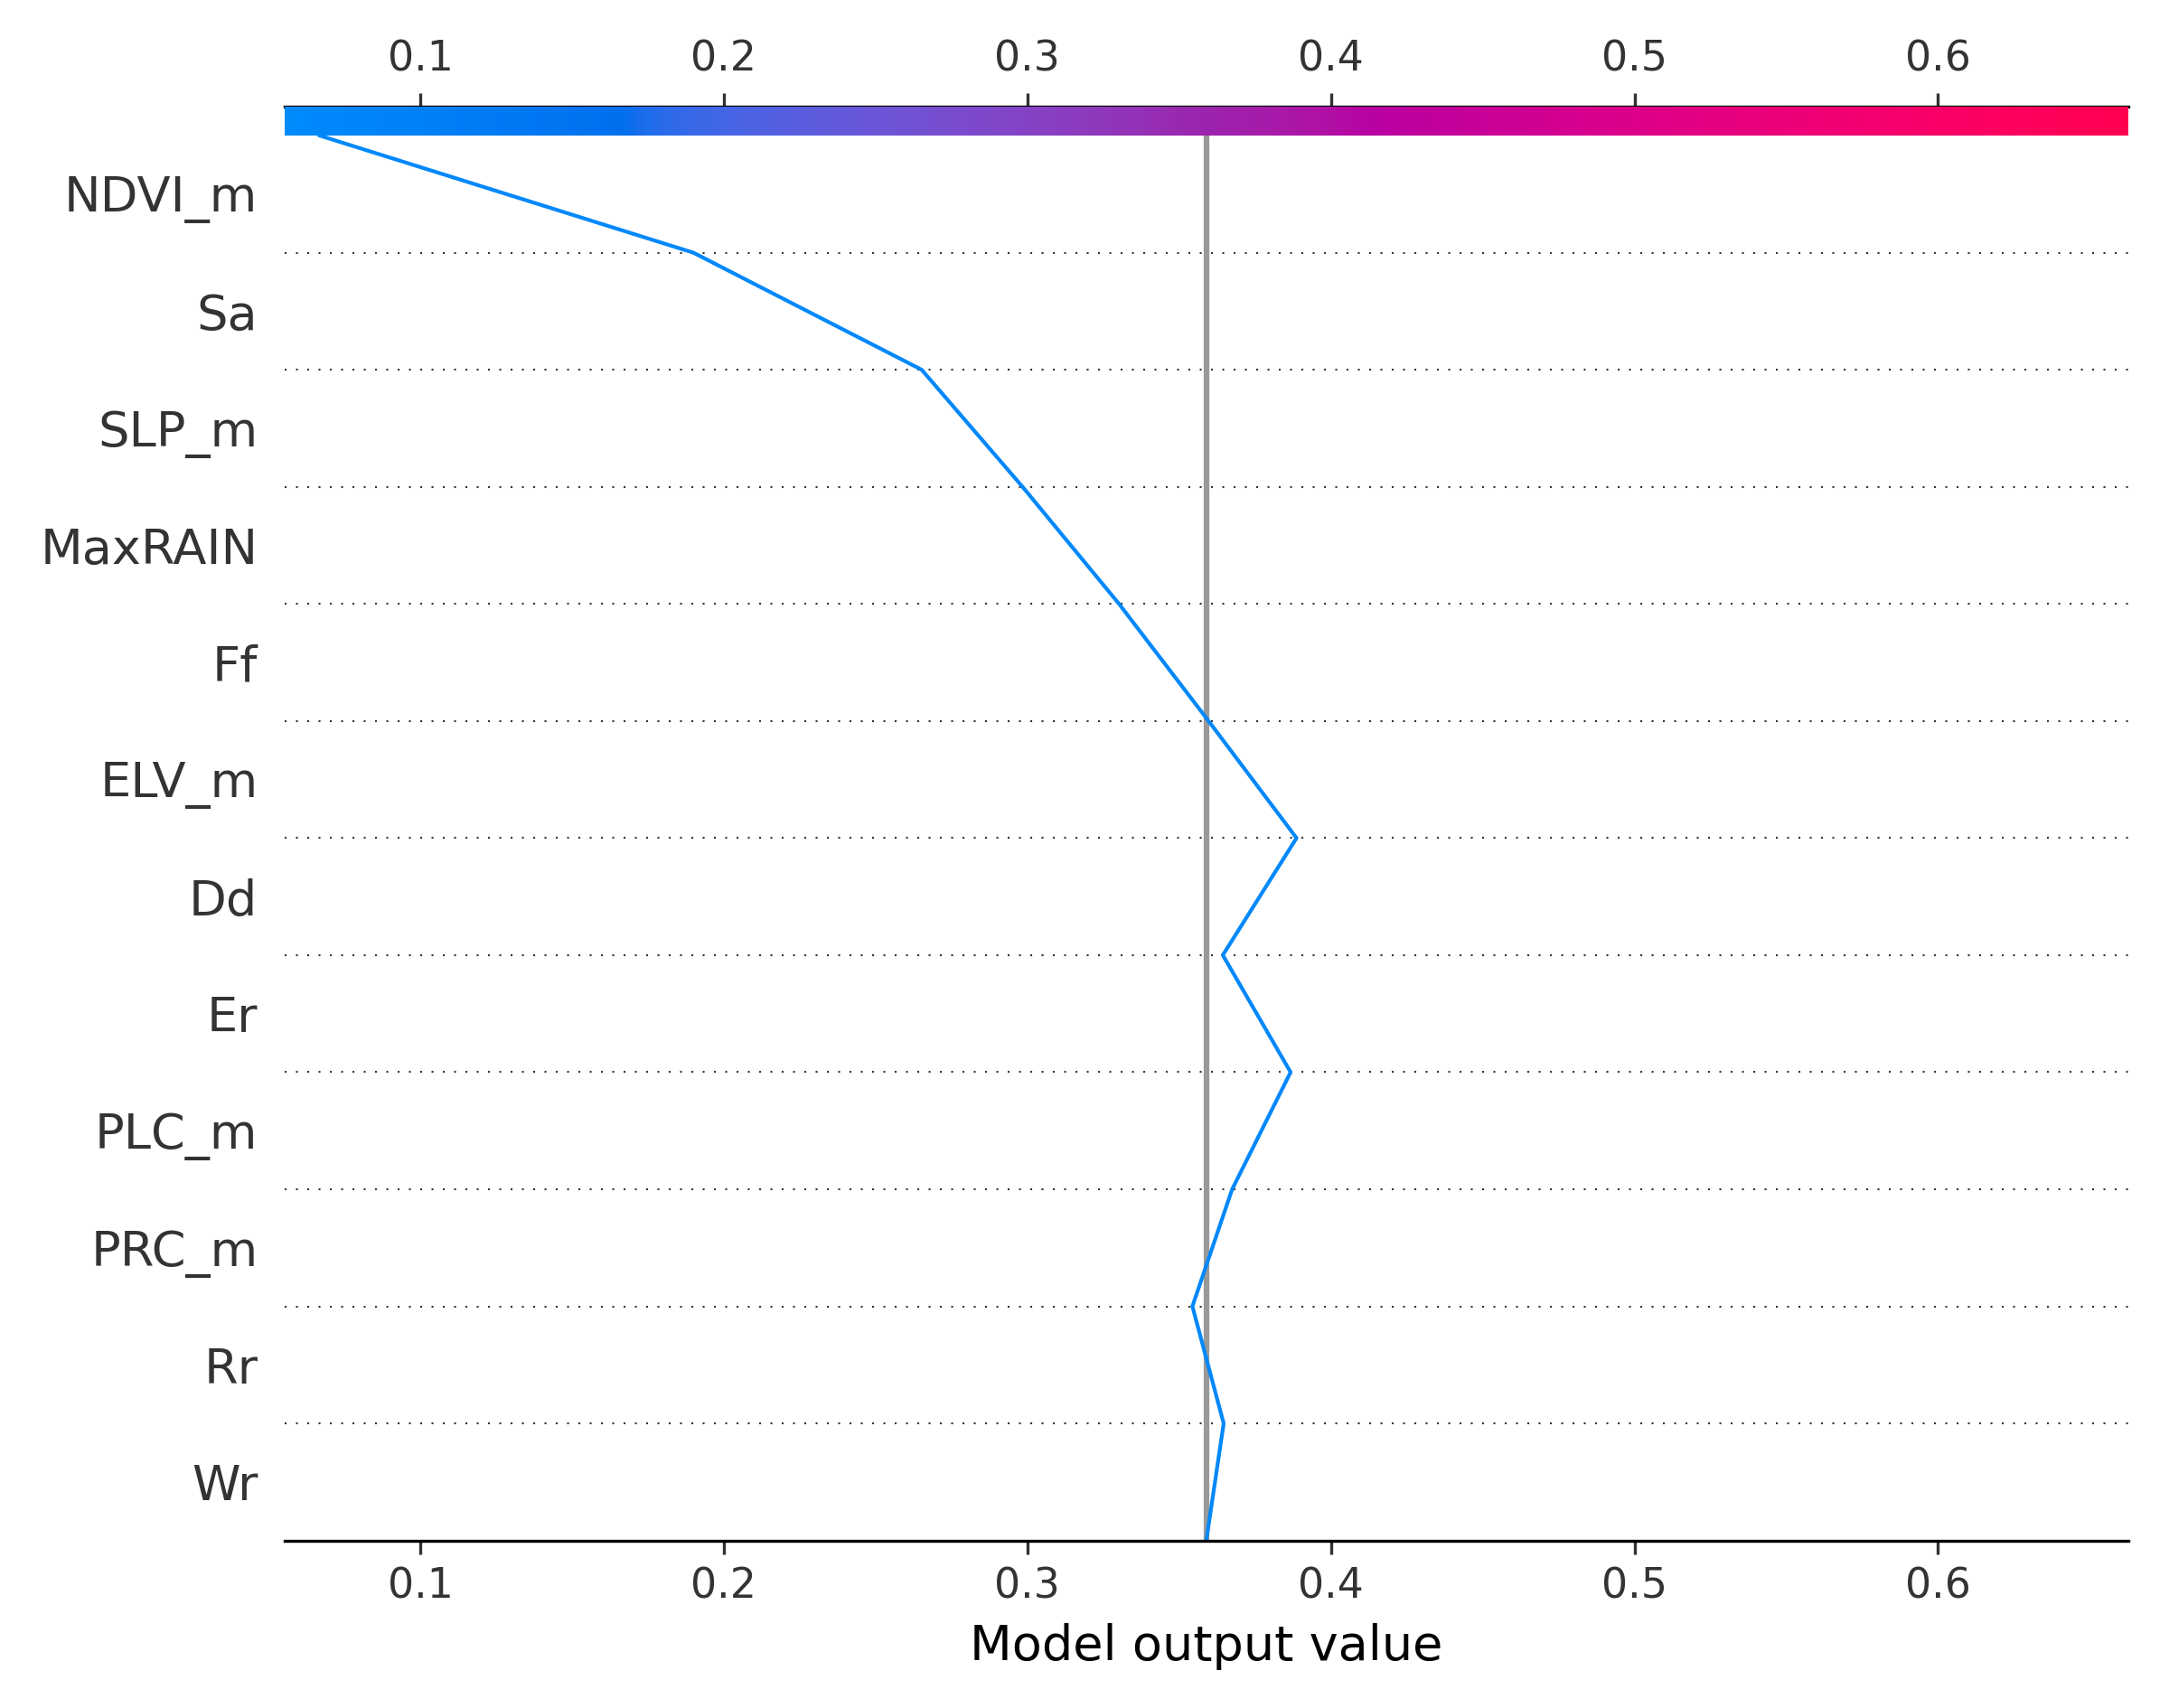 0.1 0.2 0.3 0.4 0.5 0.6
NDVI_m
Sa
SLP_m
MaxRAIN
Ff
ELV_m
Dd
Er
PLC_m
PRC_m
Rr
Wr
0.1 0.2 0.3 0.4 0.5 0.6
Model output value